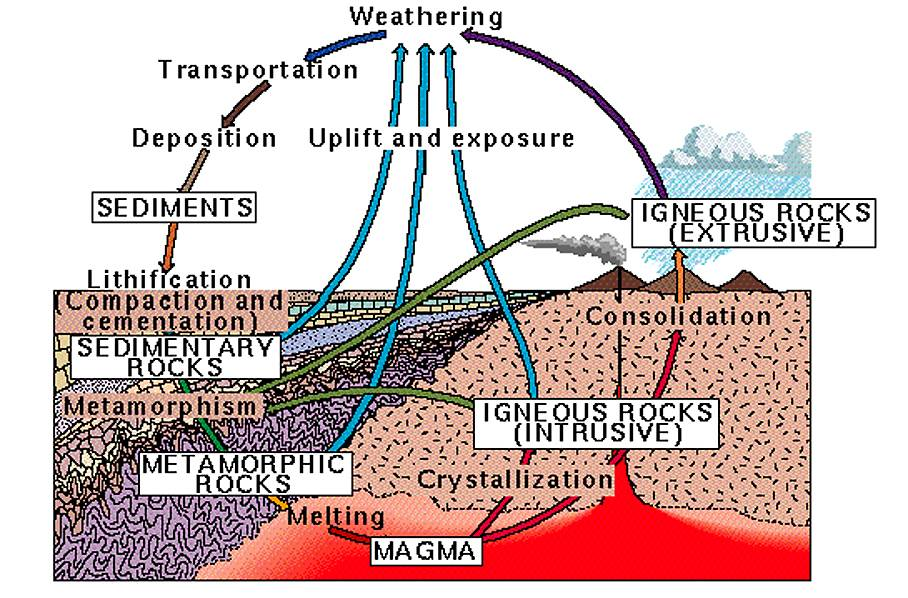 Weathering
Transportation
Deposition
Uplift and exposure
SEDIMENTS
IGNEOUS ROCKS
(EXTRUSIVE)
Lithification
(Compaction and
cementation)
Consolidation
SEDIMENTARY
ROCKS
Metamorphism
IGNEOUS ROCKS
(INTRUSIVE)
METAMORPHIC
ROCKS
Crystallization
Melting
MAGMA